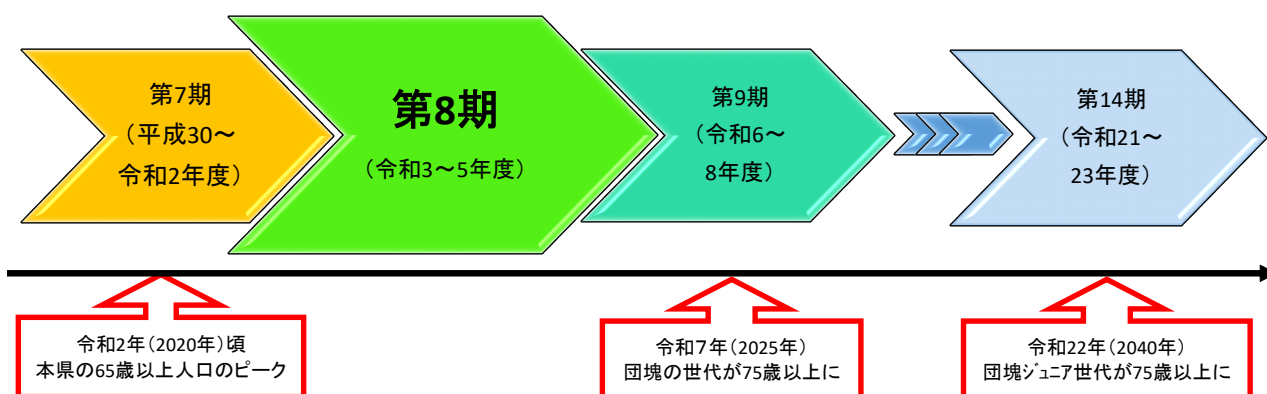 第7期
（平成30～
令和2年度）
第8期
（令和3～5年度）
第9期
（令和6～
8年度）
第14期
（令和21～
23年度）
令和2年（2020年）頃
本県の65歳以上人口のピーク
令和7年（2025年）
団塊の世代が75歳以上に
令和22年（2040年）
団塊ｼﾞｭﾆｱ世代が75歳以上に